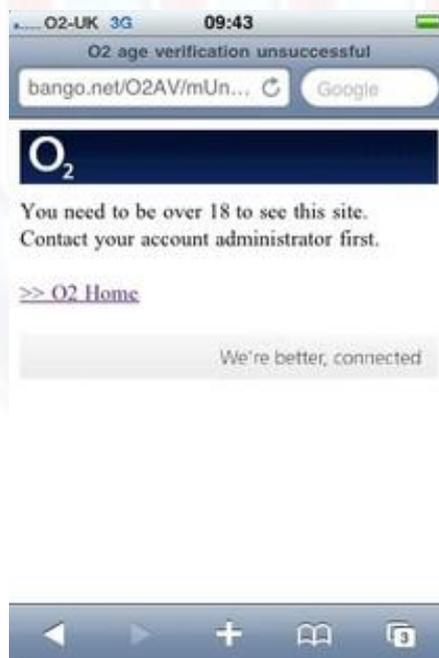 O2-UK 3G 09:43
O2 age verification unsuccessful
bango.net/O2AV/mUn... Google
O2
You need to be over 18 to see this site.
Contact your account administrator first.
>> O2 Home
We're better, connected
3